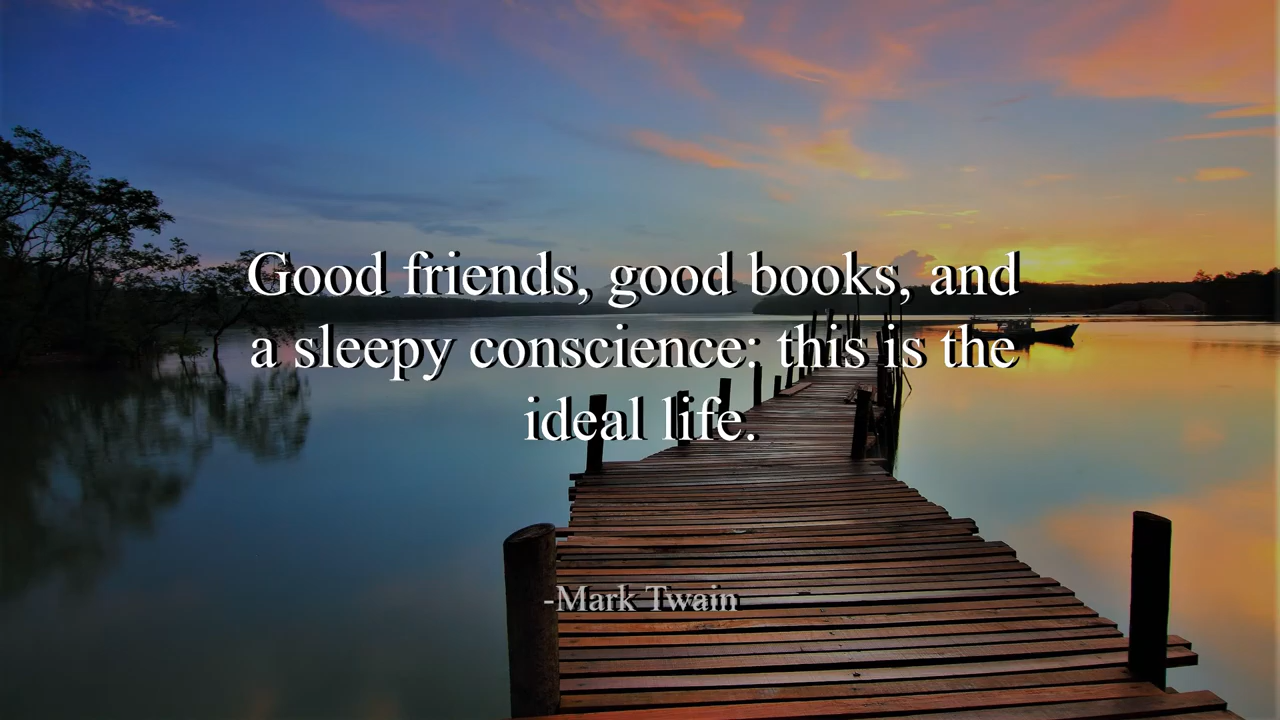 Good friends, good books, and
a sleepy conscience: this is the
ideal life.
-Mark Twain